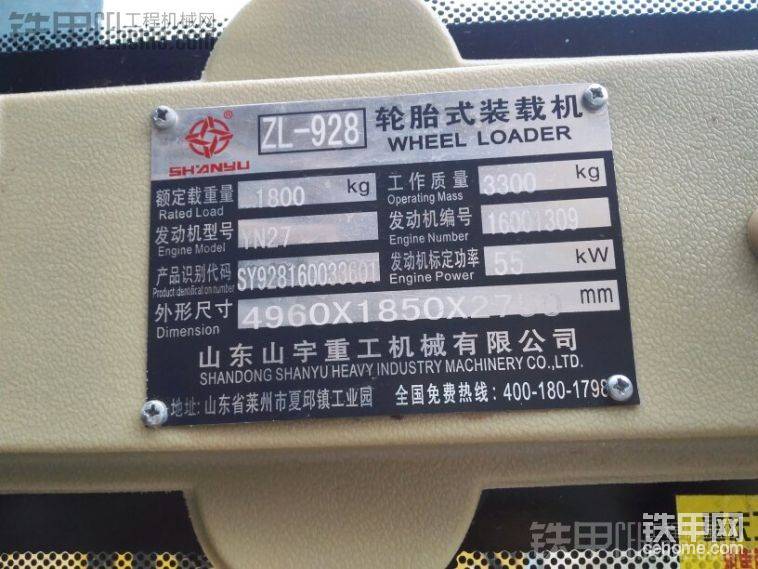 铁甲工程机械网
cehome.com
SHANYU ®
ZL-928 轮胎式装载机
WHEEL LOADER
额定载重量 1800 kg
Rated Load
工作质量 3300 kg
Operating Mass
发动机型号 YN27
Engine Model
发动机编号 16001309
Engine Number
产品识别代码 SY928160033601
Product identification number
发动机标定功率 55 kW
Engine Power
外形尺寸 4960X1850X2750 mm
Dimension
山东山宇重工机械有限公司
SHANDONG SHANYU HEAVY INDUSTRY MACHINERY CO.,LTD.
地址: 山东省莱州市夏邱镇工业园 全国免费热线: 400-180-1798
铁甲网
cehome.com